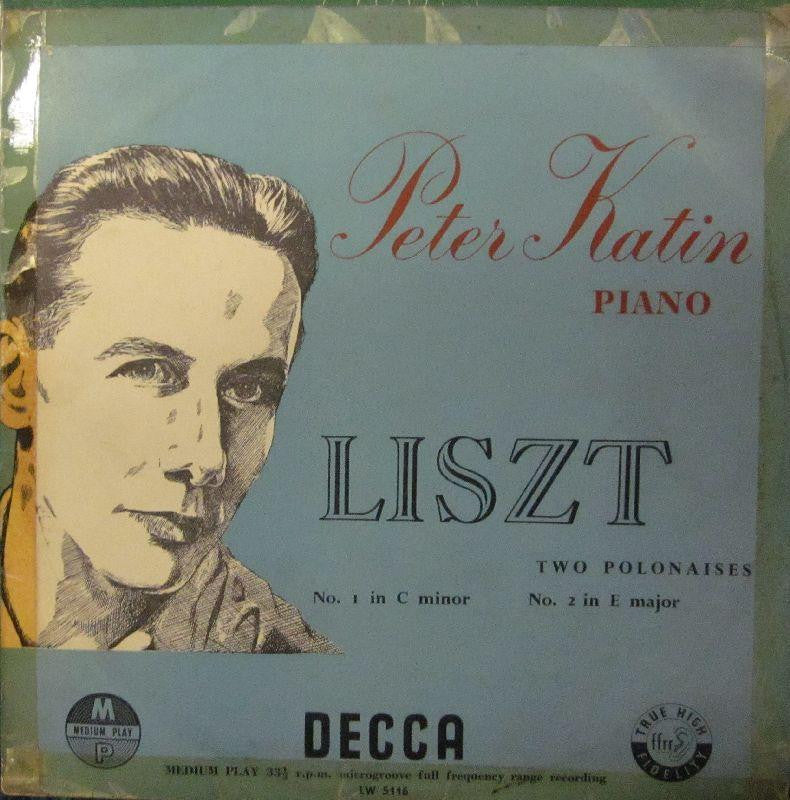 Peter Katin
PIANO
LISZT
TWO POLONAISES
No. 1 in C minor No. 2 in E major
M
MEDIUM PLAY
P
DECCA
TRUE HIGH
ffrr
FIDELITY
MEDIUM PLAY 33⅓ r.p.m. microgroove full frequency range recording
LW 5116